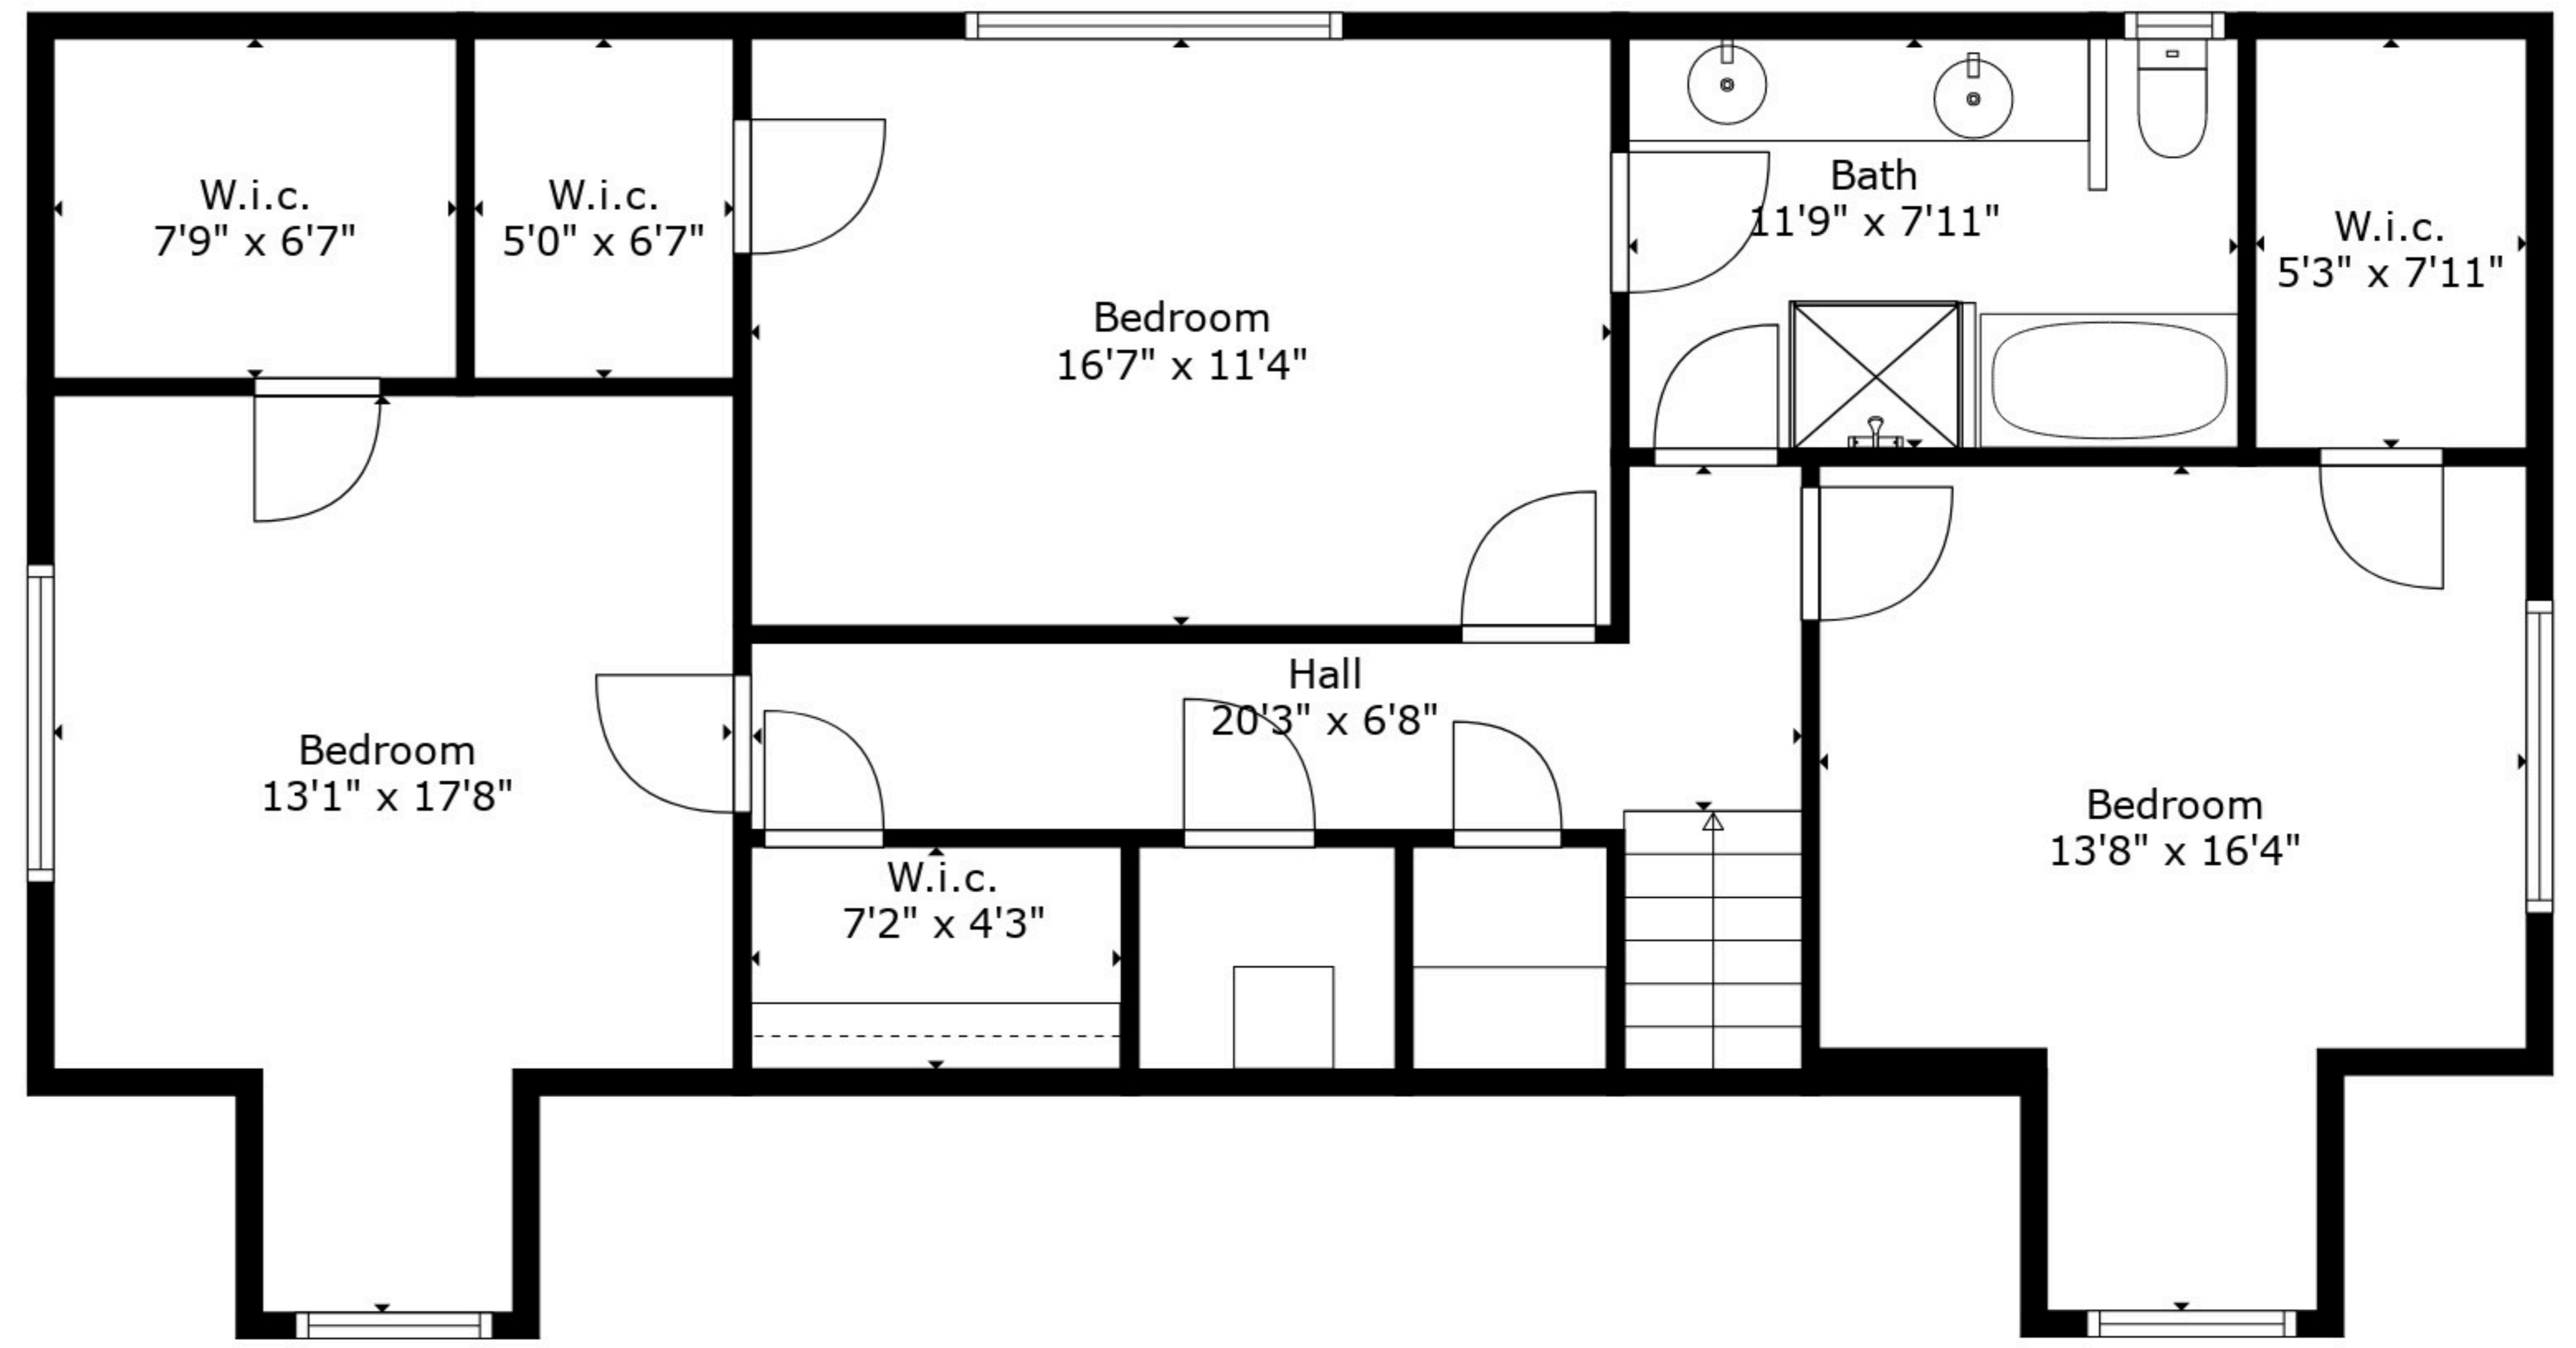 W.i.c.
7'9" x 6'7"
W.i.c.
5'0" x 6'7"
Bedroom
16'7" x 11'4"
Bath
11'9" x 7'11"
W.i.c.
5'3" x 7'11"
Bedroom
13'1" x 17'8"
Hall
20'3" x 6'8"
W.i.c.
7'2" x 4'3"
Bedroom
13'8" x 16'4"